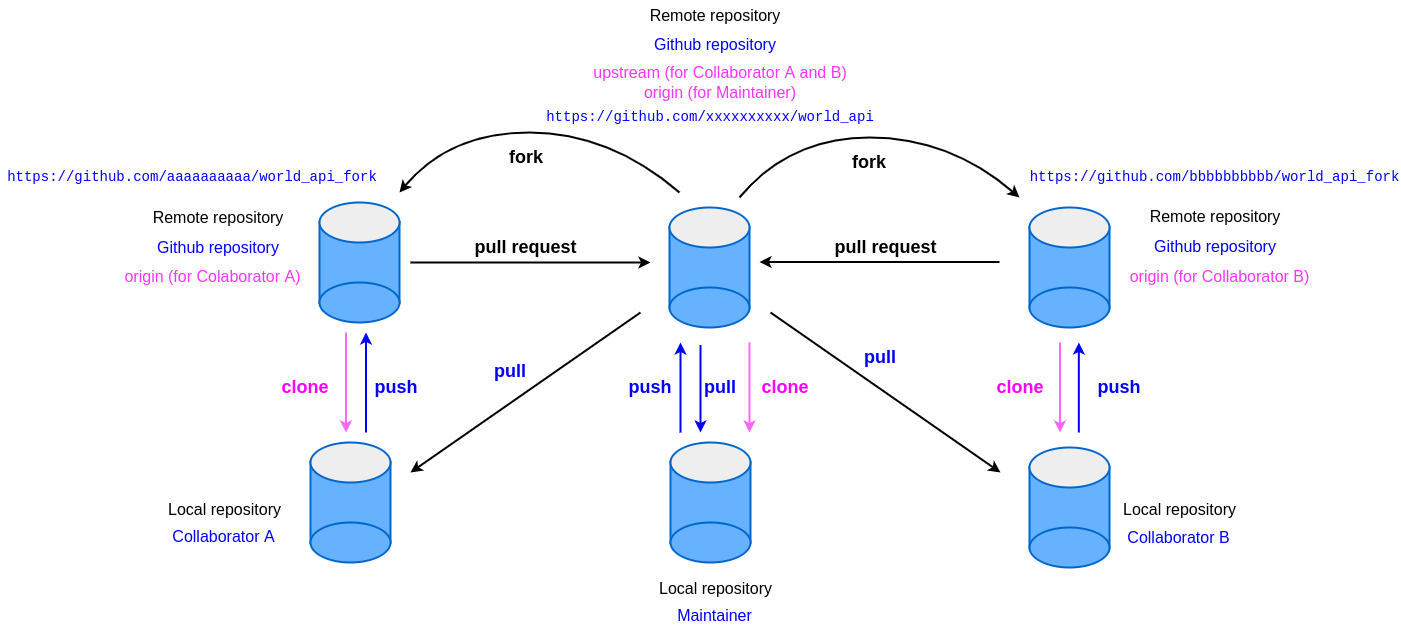 Remote repository
Github repository
upstream (for Collaborator A and B)
origin (for Maintainer)
https://github.com/xxxxxxxxxx/world_api
fork
fork
https://github.com/aaaaaaaaaa/world_api_fork
https://github.com/bbbbbbbbbb/world_api_fork
Remote repository
Github repository
origin (for Colaborator A)
pull request
pull request
Remote repository
Github repository
origin (for Collaborator B)
pull
pull
clone
push
push
pull
clone
clone
push
Local repository
Collaborator A
Local repository
Collaborator B
Local repository
Maintainer